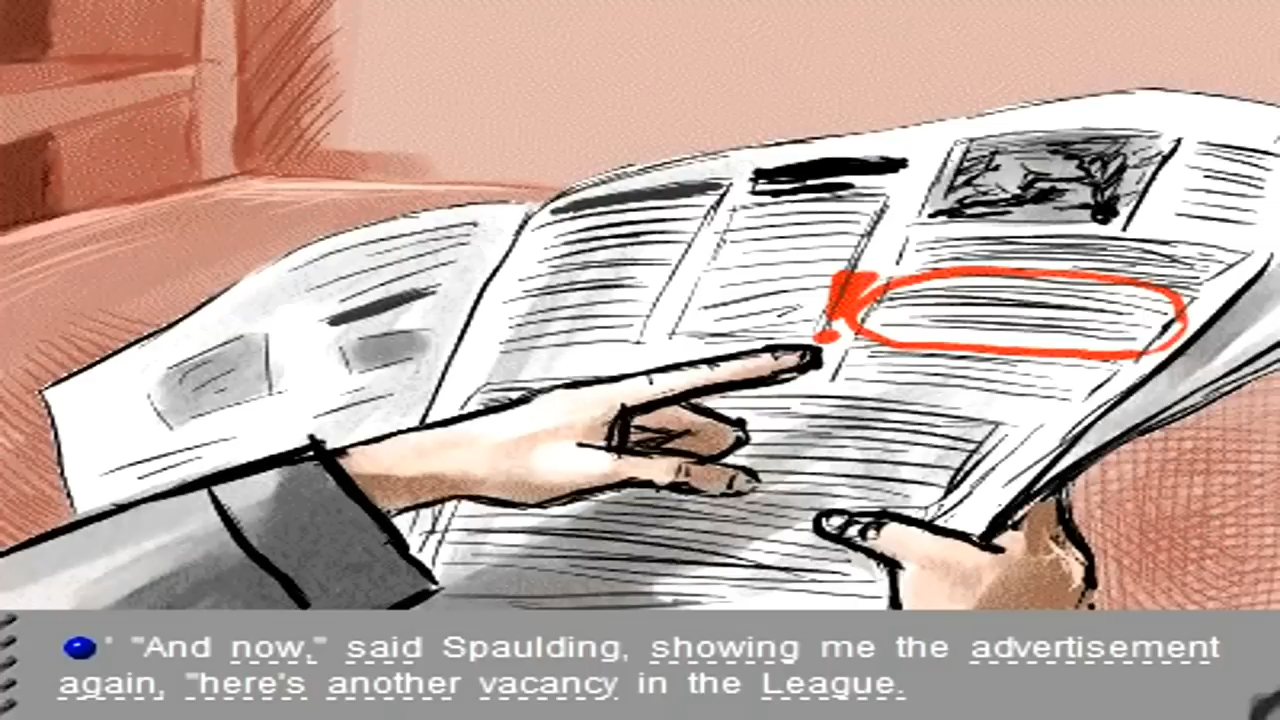 ' "And now," said Spaulding, showing me the advertisement
again, "here's another vacancy in the League.